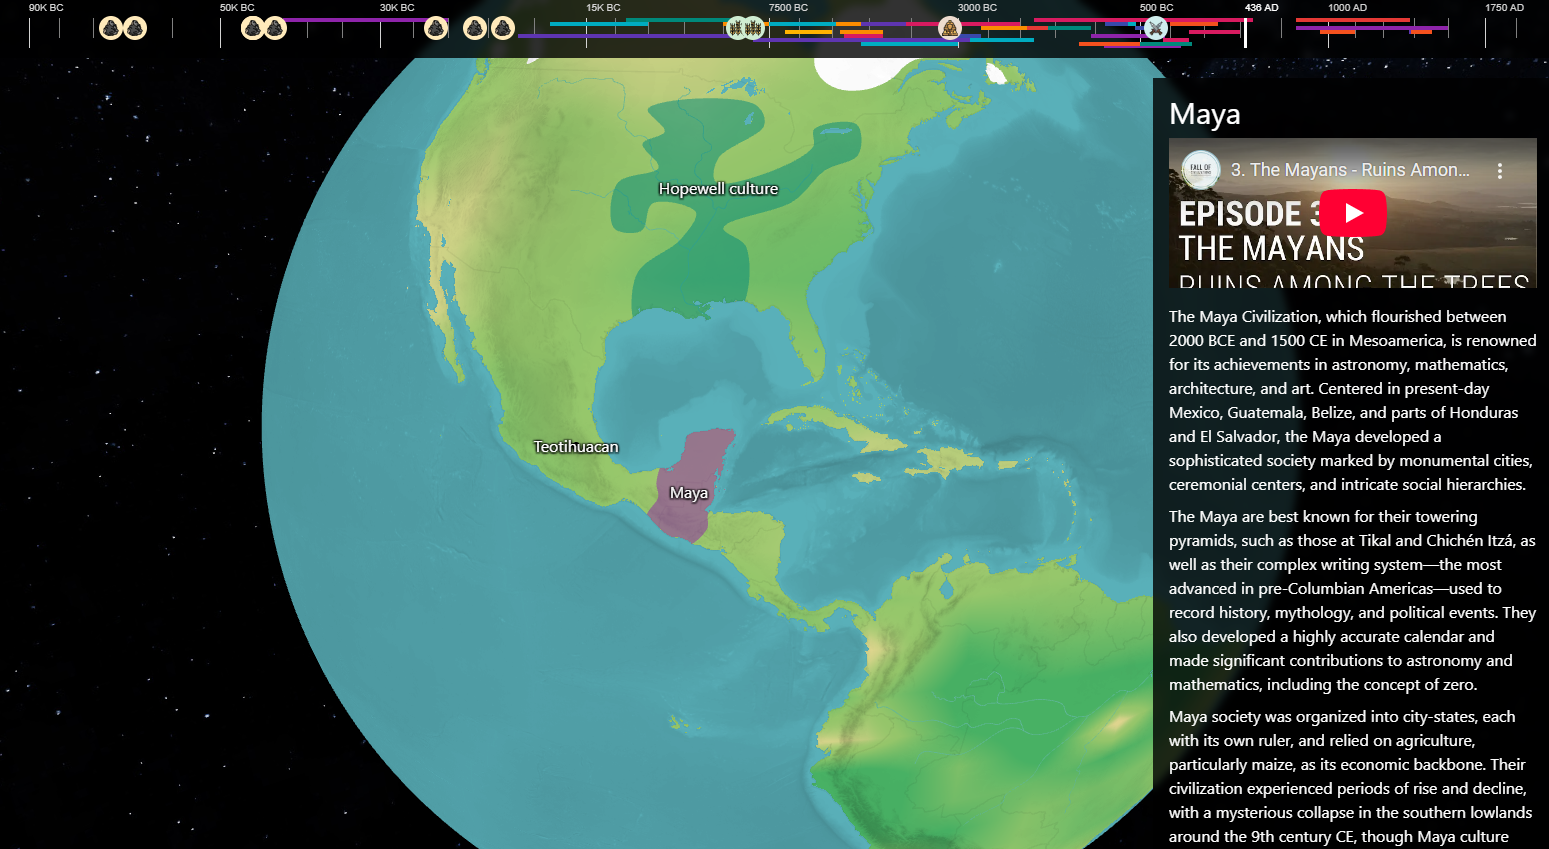 90K BC
50K BC
30K BC
15K BC
7500 BC
3000 BC
500 BC
436 AD
1000 AD
1750 AD
Hopewell culture
Teotihuacan
Maya
Maya
FALL OF
3. The Mayans - Ruins Amon...
EPISODE 3
THE MAYANS
RUINS AMONG THE TREES
The Maya Civilization, which flourished between
2000 BCE and 1500 CE in Mesoamerica, is renowned
for its achievements in astronomy, mathematics,
architecture, and art. Centered in present-day
Mexico, Guatemala, Belize, and parts of Honduras
and El Salvador, the Maya developed a
sophisticated society marked by monumental cities,
ceremonial centers, and intricate social hierarchies.
The Maya are best known for their towering
pyramids, such as those at Tikal and Chichén Itzá, as
well as their complex writing system—the most
advanced in pre-Columbian Americas—used to
record history, mythology, and political events. They
also developed a highly accurate calendar and
made significant contributions to astronomy and
mathematics, including the concept of zero.
Maya society was organized into city-states, each
with its own ruler, and relied on agriculture,
particularly maize, as its economic backbone. Their
civilization experienced periods of rise and decline,
with a mysterious collapse in the southern lowlands
around the 9th century CE, though Maya culture